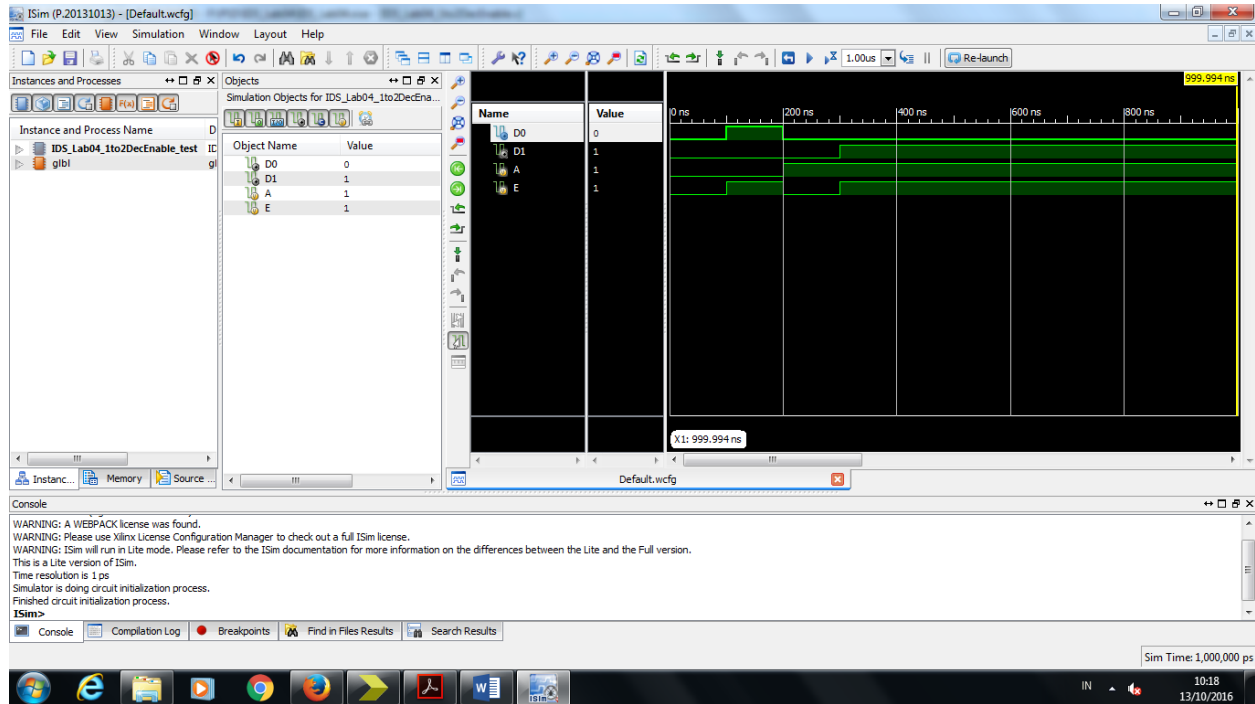 ISim (P.20131013) - [Default.wcfg]
File Edit View Simulation Window Layout Help
1.00us Re-launch
Instances and Processes
Instance and Process Name D
IDS_Lab04_1to2DecEnable_test ID
glbl gl
Objects
Simulation Objects for IDS_Lab04_1to2DecEna...
Object Name Value
D0 0
D1 1
A 1
E 1
Name Value
D0 0
D1 1
A 1
E 1
999.994 ns
0 ns 200 ns 400 ns 600 ns 800 ns
X1: 999.994 ns
Instanc... Memory Source ...
Default.wcfg
Console
WARNING: A WEBPACK license was found.
WARNING: Please use Xilinx License Configuration Manager to check out a full ISim license.
WARNING: ISim will run in Lite mode. Please refer to the ISim documentation for more information on the differences between the Lite and the Full version.
This is a Lite version of ISim.
Time resolution is 1 ps
Simulator is doing circuit initialization process.
Finished circuit initialization process.
ISim>
Console Compilation Log Breakpoints Find in Files Results Search Results
Sim Time: 1,000,000 ps
IN 10:18
13/10/2016